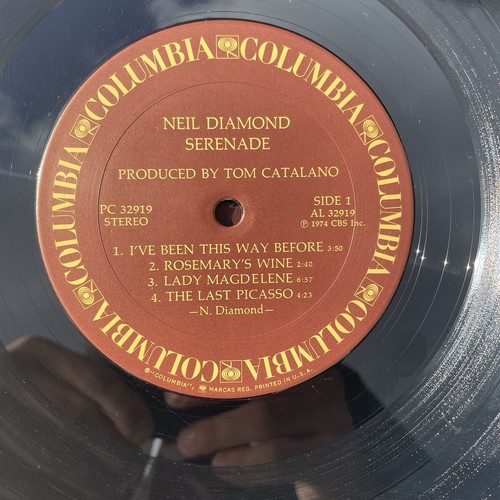 COLUMBIA COLUMBIA COLUMBIA COLUMBIA COLUMBIA COLUMBIA COLUMBIA
NEIL DIAMOND
SERENADE
PRODUCED BY TOM CATALANO
PC 32919
STEREO
SIDE 1
AL 32919
℗ 1974 CBS Inc.
1. I'VE BEEN THIS WAY BEFORE 3:50
2. ROSEMARY'S WINE 2:40
3. LADY MAGDELENE 6:57
4. THE LAST PICASSO 4:23
—N. Diamond—
®"COLUMBIA", MARCAS REG. PRINTED IN U.S.A.